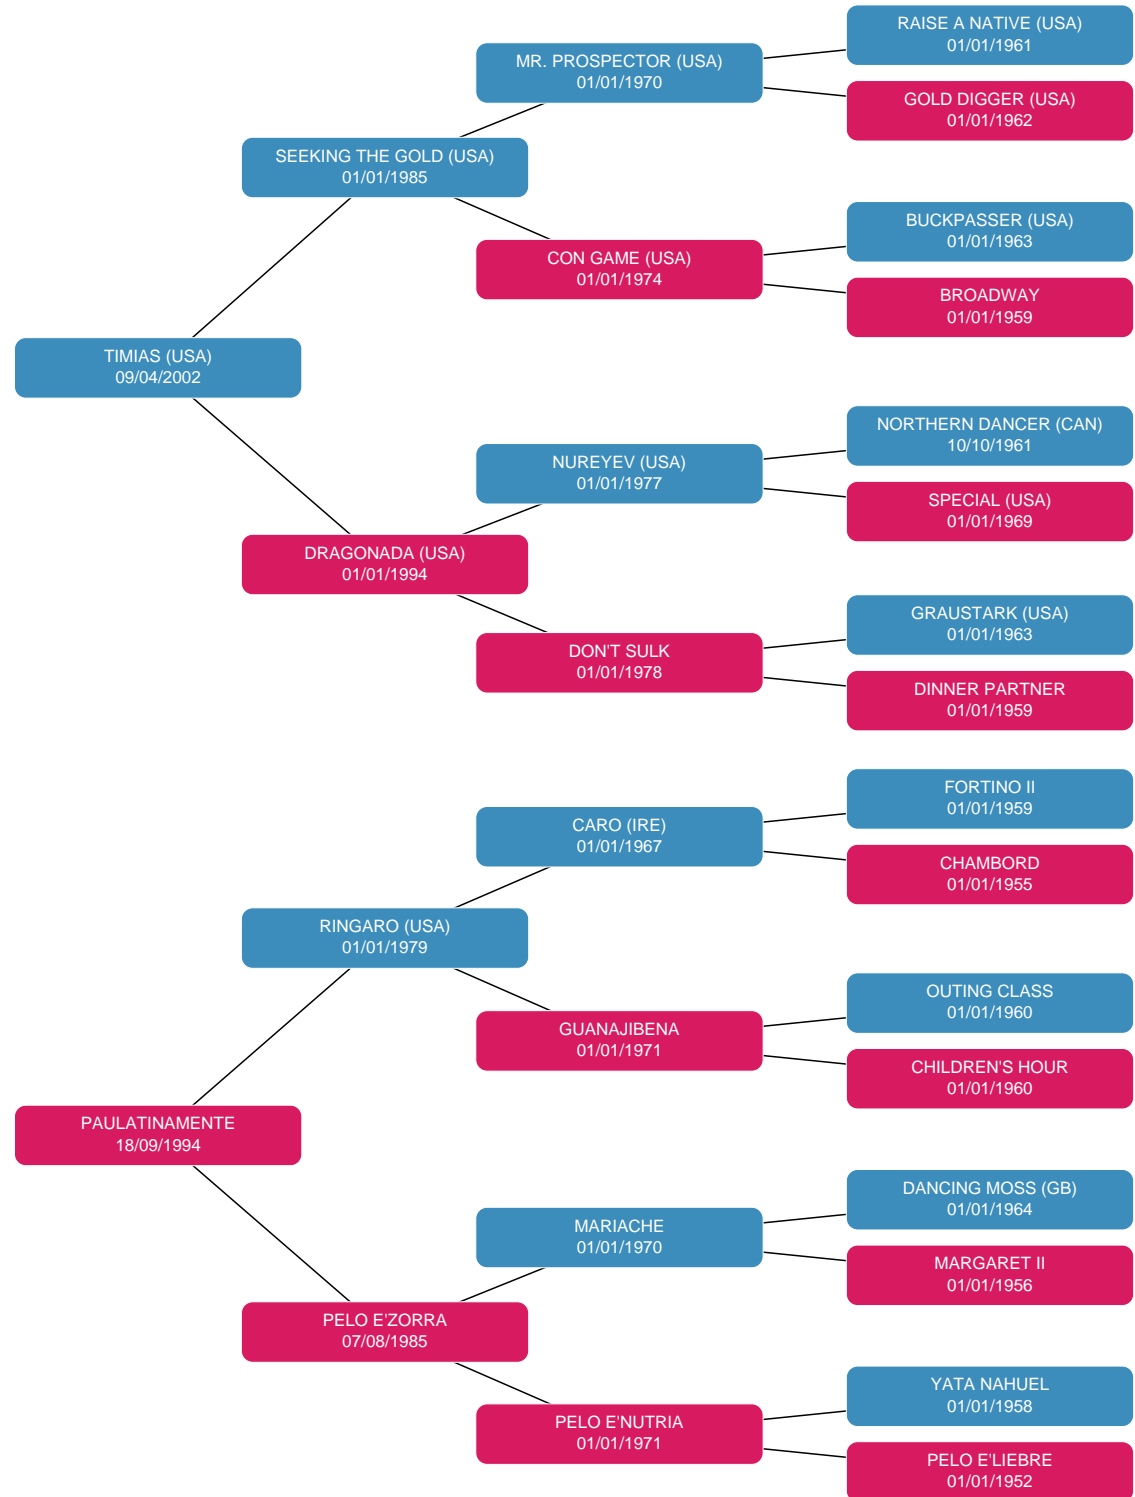 RAISE A NATIVE (USA)
01/01/1961
MR. PROSPECTOR (USA)
01/01/1970
GOLD DIGGER (USA)
01/01/1962
SEEKING THE GOLD (USA)
01/01/1985
BUCKPASSER (USA)
01/01/1963
CON GAME (USA)
01/01/1974
BROADWAY
01/01/1959
TIMIAS (USA)
09/04/2002
NORTHERN DANCER (CAN)
10/10/1961
NUREYEV (USA)
01/01/1977
SPECIAL (USA)
01/01/1969
DRAGONADA (USA)
01/01/1994
GRAUSTARK (USA)
01/01/1963
DON'T SULK
01/01/1978
DINNER PARTNER
01/01/1959
FORTINO II
01/01/1959
CARO (IRE)
01/01/1967
CHAMBORD
01/01/1955
RINGARO (USA)
01/01/1979
OUTING CLASS
01/01/1960
GUANAJIBENA
01/01/1971
CHILDREN'S HOUR
01/01/1960
PAULATINAMENTE
18/09/1994
DANCING MOSS (GB)
01/01/1964
MARIACHE
01/01/1970
MARGARET II
01/01/1956
PELO E'ZORRA
07/08/1985
YATA NAHUEL
01/01/1958
PELO E'NUTRIA
01/01/1971
PELO E'LIEBRE
01/01/1952